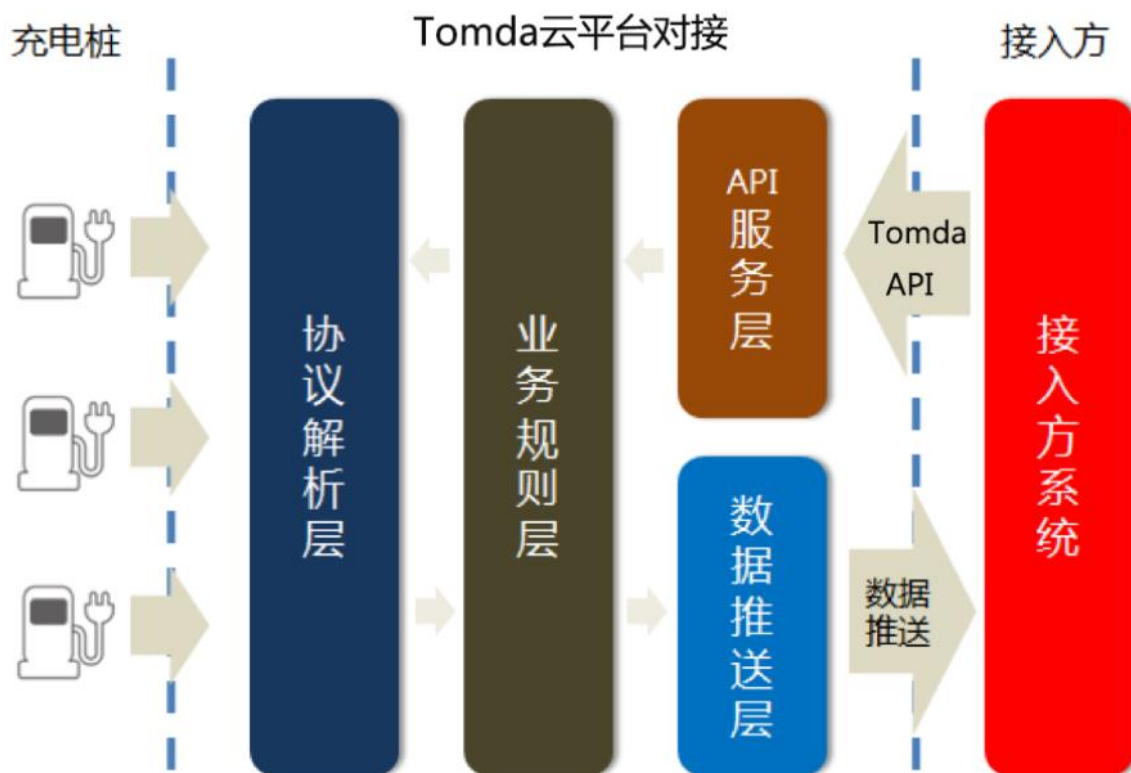 充电桩
Tomda云平台对接
接入方
协议解析层
业务规则层
API
服务层
Tomda
API
数据推送层
数据
推送
接入方系统